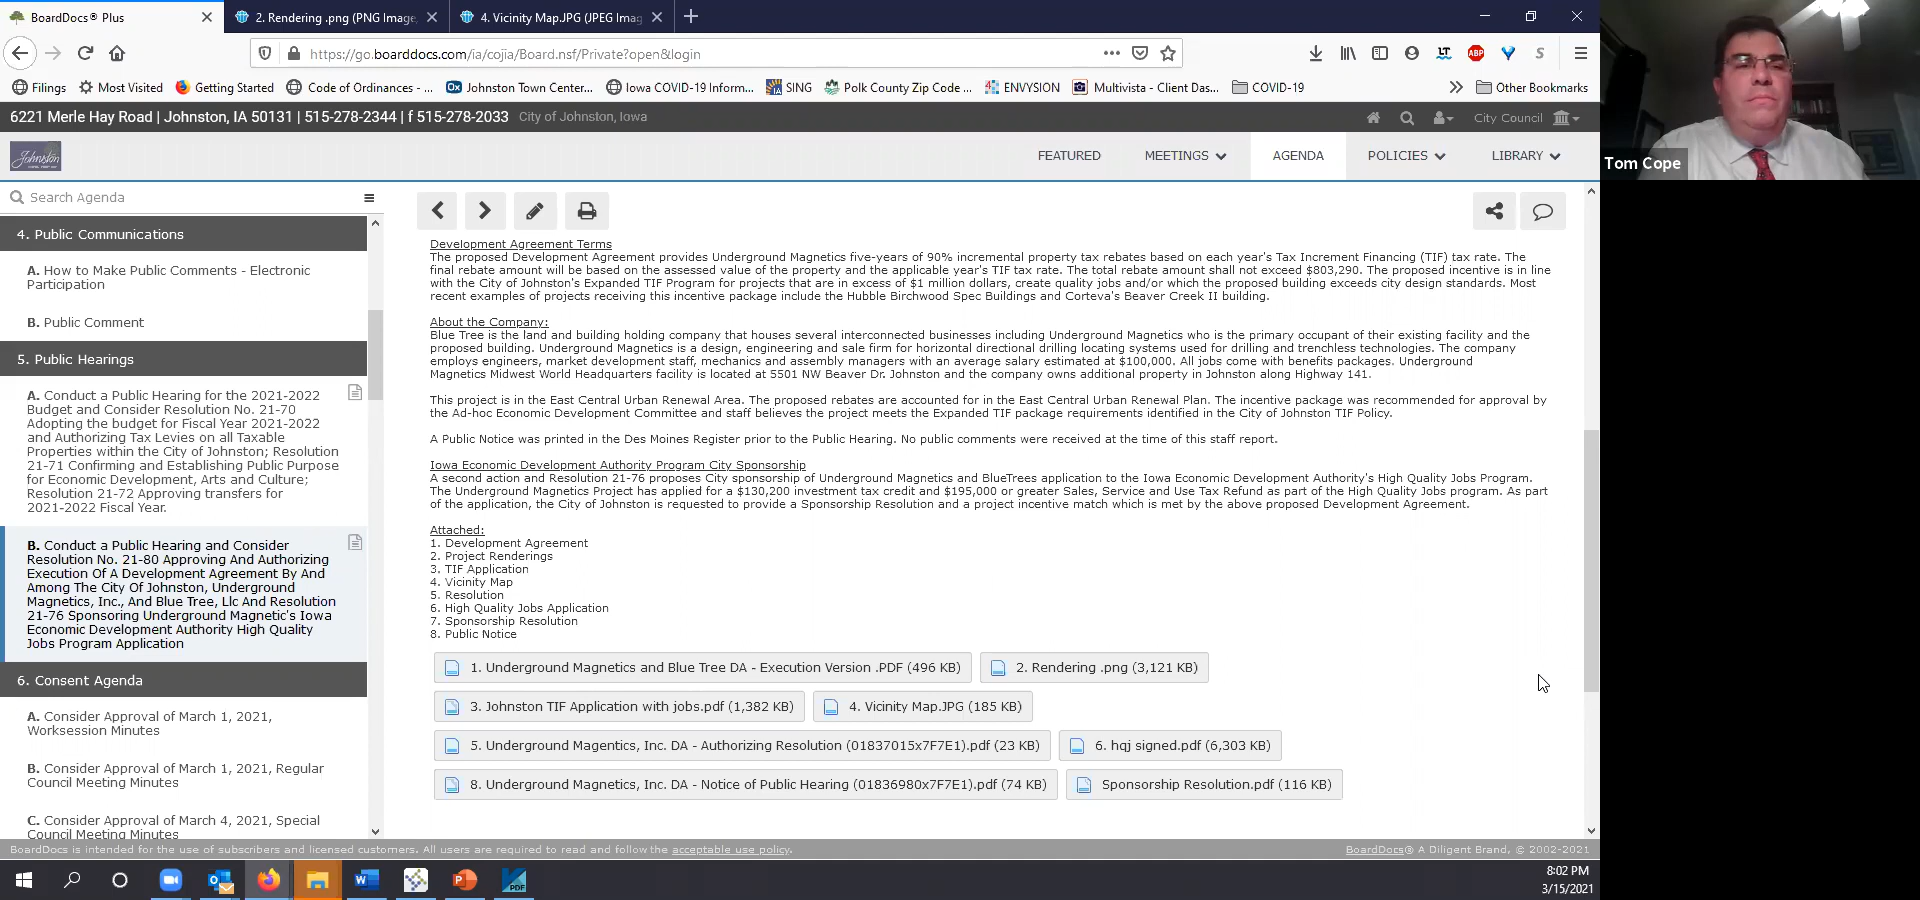 BoardDocs® Plus
2. Rendering .png (PNG Image,
4. Vicinity Map.JPG (JPEG Imag
https://go.boarddocs.com/ia/cojia/Board.nsf/Private?open&login
Filings
Most Visited
Getting Started
Code of Ordinances - ...
Johnston Town Center...
Iowa COVID-19 Inform...
SING
Polk County Zip Code ...
ENVYSION
Multivista - Client Das...
COVID-19
Other Bookmarks
6221 Merle Hay Road | Johnston, IA 50131 | 515-278-2344 | f 515-278-2033 City of Johnston, Iowa
City Council
Johnston
FEATURED
MEETINGS
AGENDA
POLICIES
LIBRARY
Tom Cope
Search Agenda
4. Public Communications
A. How to Make Public Comments - Electronic
Participation
B. Public Comment
5. Public Hearings
A. Conduct a Public Hearing for the 2021-2022
Budget and Consider Resolution No. 21-70
Adopting the budget for Fiscal Year 2021-2022
and Authorizing Tax Levies on all Taxable
Properties within the City of Johnston; Resolution
21-71 Confirming and Establishing Public Purpose
for Economic Development, Arts and Culture;
Resolution 21-72 Approving transfers for
2021-2022 Fiscal Year.
B. Conduct a Public Hearing and Consider
Resolution No. 21-80 Approving And Authorizing
Execution Of A Development Agreement By And
Among The City Of Johnston, Underground
Magnetics, Inc., And Blue Tree, Llc And Resolution
21-76 Sponsoring Underground Magnetic's Iowa
Economic Development Authority High Quality
Jobs Program Application
6. Consent Agenda
A. Consider Approval of March 1, 2021,
Worksession Minutes
B. Consider Approval of March 1, 2021, Regular
Council Meeting Minutes
C. Consider Approval of March 4, 2021, Special
Council Meeting Minutes
Development Agreement Terms
The proposed Development Agreement provides Underground Magnetics five-years of 90% incremental property tax rebates based on each year's Tax Increment Financing (TIF) tax rate. The
final rebate amount will be based on the assessed value of the property and the applicable year's TIF tax rate. The total rebate amount shall not exceed $803,290. The proposed incentive is in line
with the City of Johnston's Expanded TIF Program for projects that are in excess of $1 million dollars, create quality jobs and/or which the proposed building exceeds city design standards. Most
recent examples of projects receiving this incentive package include the Hubble Birchwood Spec Buildings and Corteva's Beaver Creek II building.
About the Company:
Blue Tree is the land and building holding company that houses several interconnected businesses including Underground Magnetics who is the primary occupant of their existing facility and the
proposed building. Underground Magnetics is a design, engineering and sale firm for horizontal directional drilling locating systems used for drilling and trenchless technologies. The company
employs engineers, market development staff, mechanics and assembly managers with an average salary estimated at $100,000. All jobs come with benefits packages. Underground
Magnetics Midwest World Headquarters facility is located at 5501 NW Beaver Dr. Johnston and the company owns additional property in Johnston along Highway 141.
This project is in the East Central Urban Renewal Area. The proposed rebates are accounted for in the East Central Urban Renewal Plan. The incentive package was recommended for approval by
the Ad-hoc Economic Development Committee and staff believes the project meets the Expanded TIF package requirements identified in the City of Johnston TIF Policy.
A Public Notice was printed in the Des Moines Register prior to the Public Hearing. No public comments were received at the time of this staff report.
Iowa Economic Development Authority Program City Sponsorship
A second action and Resolution 21-76 proposes City sponsorship of Underground Magnetics and BlueTrees application to the Iowa Economic Development Authority's High Quality Jobs Program.
The Underground Magnetics Project has applied for a $130,200 investment tax credit and $195,000 or greater Sales, Service and Use Tax Refund as part of the High Quality Jobs program. As part
of the application, the City of Johnston is requested to provide a Sponsorship Resolution and a project incentive match which is met by the above proposed Development Agreement.
Attached:
1. Development Agreement
2. Project Renderings
3. TIF Application
4. Vicinity Map
5. Resolution
6. High Quality Jobs Application
7. Sponsorship Resolution
8. Public Notice
1. Underground Magnetics and Blue Tree DA - Execution Version .PDF (496 KB)
2. Rendering .png (3,121 KB)
3. Johnston TIF Application with jobs.pdf (1,382 KB)
4. Vicinity Map.JPG (185 KB)
5. Underground Magentics, Inc. DA - Authorizing Resolution (01837015x7F7E1).pdf (23 KB)
6. hqj signed.pdf (6,303 KB)
8. Underground Magnetics, Inc. DA - Notice of Public Hearing (01836980x7F7E1).pdf (74 KB)
Sponsorship Resolution.pdf (116 KB)
BoardDocs is intended for the use of subscribers and licensed customers. All users are required to read and follow the acceptable use policy.
BoardDocs® A Diligent Brand, © 2002-2021
8:02 PM
3/15/2021